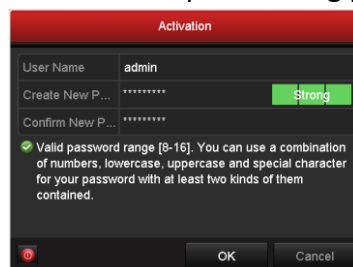 Activation
User Name admin
Create New P... ********* Strong
Confirm New P... *********
Valid password range [8-16]. You can use a combination
of numbers, lowercase, uppercase and special character
for your password with at least two kinds of them
contained.
OK Cancel